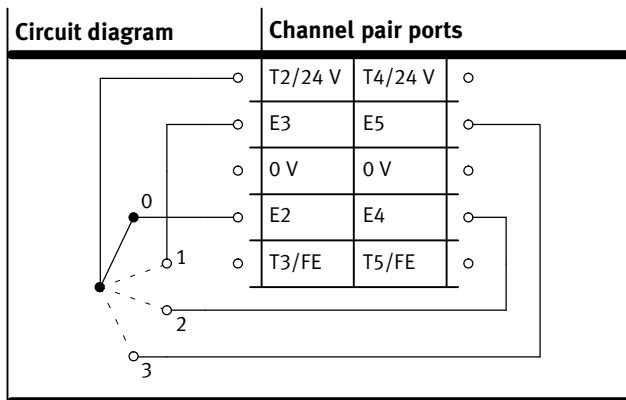 Circuit diagram Channel pair ports
T2/24 V T4/24 V
E3 E5
0 V 0 V
0 E2 E4
1 T3/FE T5/FE
2
3